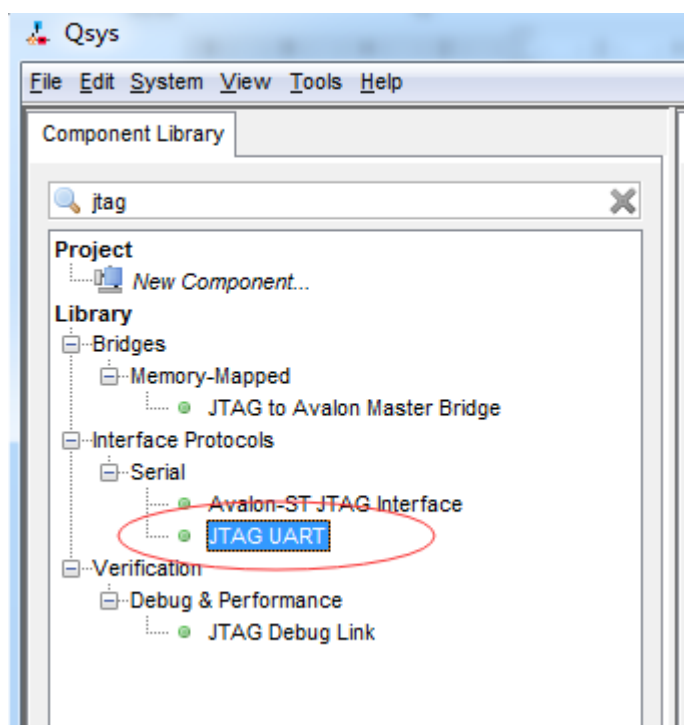 Qsys
File Edit System View Tools Help
Component Library
jtag
Project
New Component...
Library
Bridges
Memory-Mapped
JTAG to Avalon Master Bridge
Interface Protocols
Serial
Avalon-ST JTAG Interface
JTAG UART
Verification
Debug & Performance
JTAG Debug Link